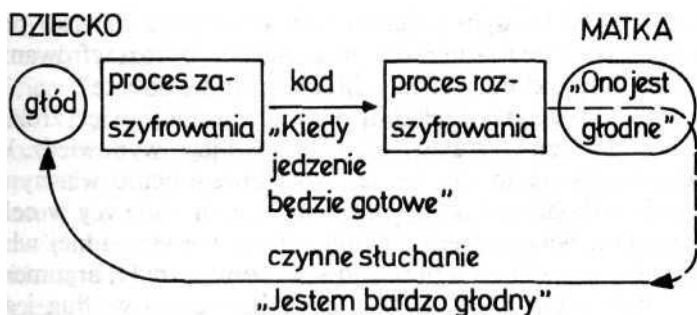 DZIECKO
MATKA
głód
proces za-
szyfrowania
kod
„Kiedy
jedzenie
będzie gotowe”
proces roz-
szyfrowania
„Ono jest
głodne”
czynne słuchanie
„Jestem bardzo głodny”